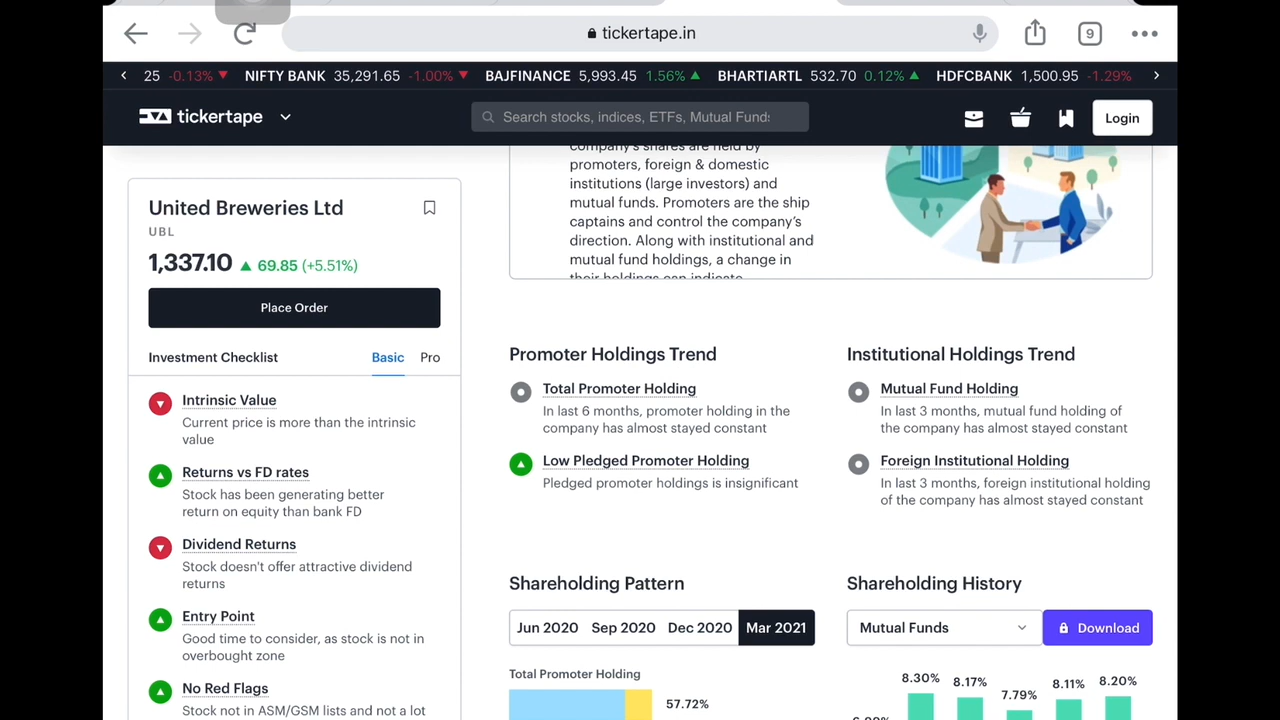 tickertape.in
9
25 -0.13% NIFTY BANK 35,291.65 -1.00% BAJFINANCE 5,993.45 1.56% BHARTIARTL 532.70 0.12% HDFCBANK 1,500.95 -1.29%
tickertape
Search stocks, indices, ETFs, Mutual Funds
Login
company's shares are held by
promoters, foreign & domestic
institutions (large investors) and
mutual funds. Promoters are the ship
captains and control the company's
direction. Along with institutional and
mutual fund holdings, a change in
their holdings can indicate
United Breweries Ltd
UBL
1,337.10 69.85 (+5.51%)
Place Order
Investment Checklist Basic Pro
Intrinsic Value
Current price is more than the intrinsic
value
Returns vs FD rates
Stock has been generating better
return on equity than bank FD
Dividend Returns
Stock doesn't offer attractive dividend
returns
Entry Point
Good time to consider, as stock is not in
overbought zone
No Red Flags
Stock not in ASM/GSM lists and not a lot
Promoter Holdings Trend
Total Promoter Holding
In last 6 months, promoter holding in the
company has almost stayed constant
Low Pledged Promoter Holding
Pledged promoter holdings is insignificant
Institutional Holdings Trend
Mutual Fund Holding
In last 3 months, mutual fund holding of
the company has almost stayed constant
Foreign Institutional Holding
In last 3 months, foreign institutional holding
of the company has almost stayed constant
Shareholding Pattern
Jun 2020 Sep 2020 Dec 2020 Mar 2021
Total Promoter Holding
57.72%
Shareholding History
Mutual Funds
Download
8.30% 8.17% 7.79% 8.11% 8.20%